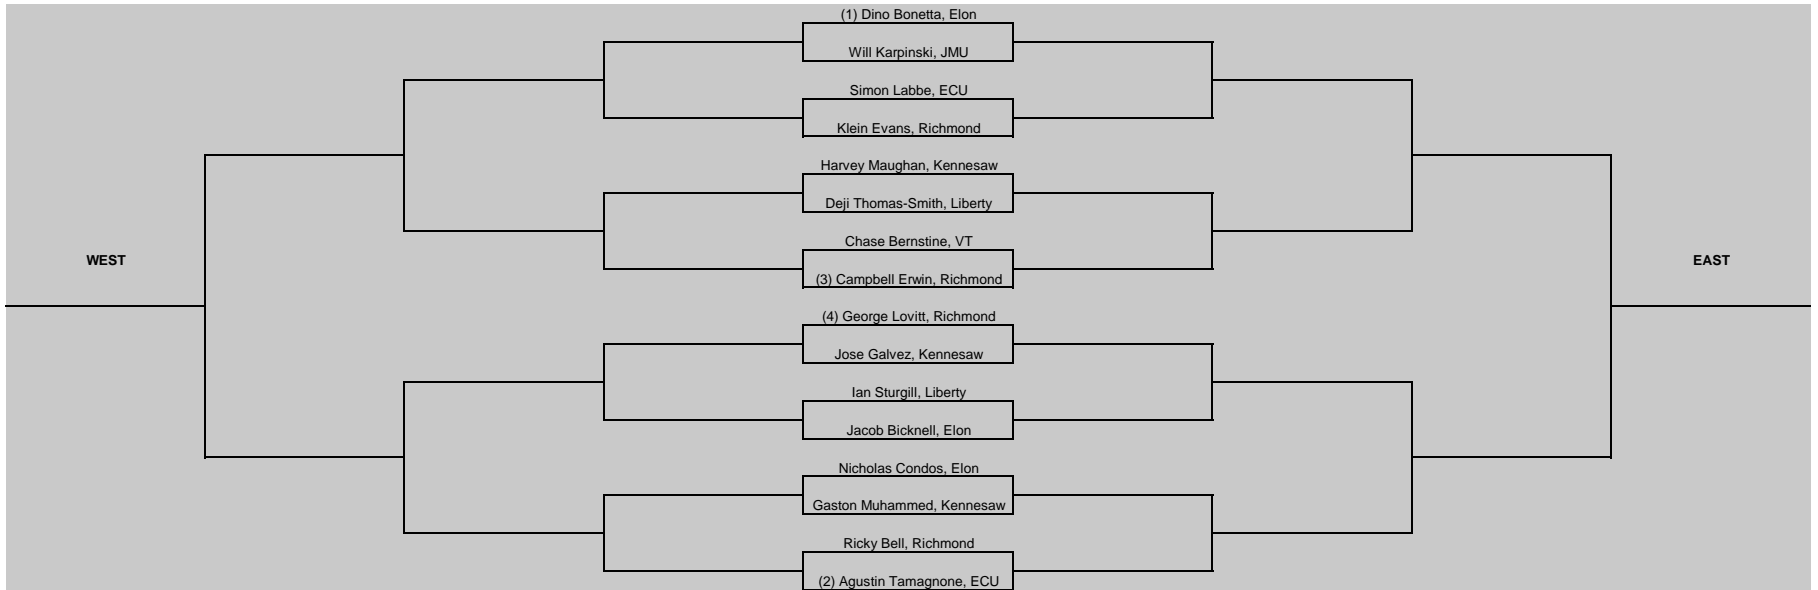 (1) Dino Bonetta, Elon
Will Karpinski, JMU
Simon Labbe, ECU
Klein Evans, Richmond
Harvey Maughan, Kennesaw
Deji Thomas-Smith, Liberty
Chase Bernstine, VT
WEST
EAST
(3) Campbell Erwin, Richmond
(4) George Lovitt, Richmond
Jose Galvez, Kennesaw
Ian Sturgill, Liberty
Jacob Bicknell, Elon
Nicholas Condos, Elon
Gaston Muhammed, Kennesaw
Ricky Bell, Richmond
(2) Agustin Tamagnone, ECU